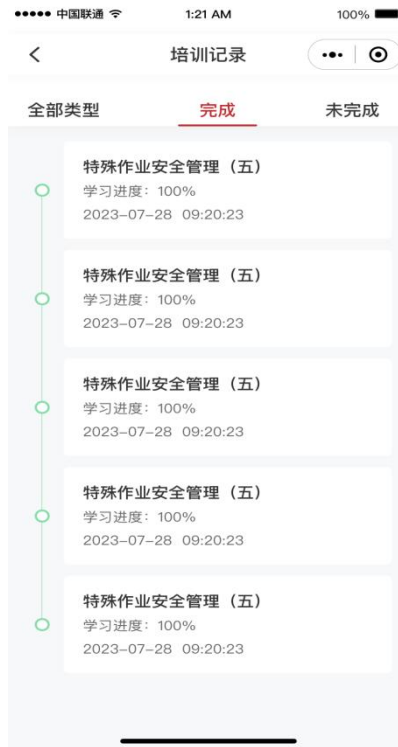 中国联通 1:21 AM 100%
培训记录
全部类型 完成 未完成
特殊作业安全管理（五）
学习进度：100%
2023-07-28 09:20:23
特殊作业安全管理（五）
学习进度：100%
2023-07-28 09:20:23
特殊作业安全管理（五）
学习进度：100%
2023-07-28 09:20:23
特殊作业安全管理（五）
学习进度：100%
2023-07-28 09:20:23
特殊作业安全管理（五）
学习进度：100%
2023-07-28 09:20:23